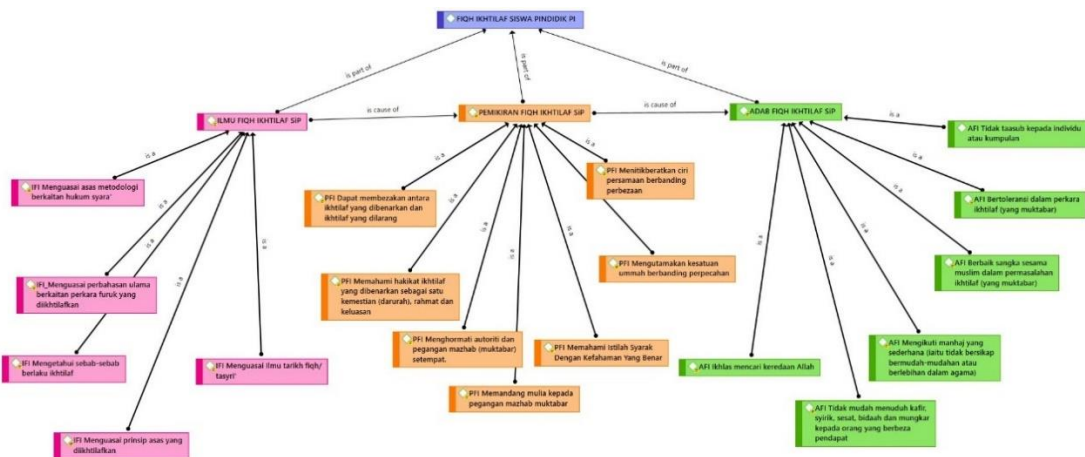 FIQH IKHTILAF SISWA PINDIDIK PI
is part of
is part of
is part of
ILMU FIQH IKHTILAF SiP
is cause of
PEMIKIRAN FIQH IKHTILAF SiP
is cause of
ADAB FIQH IKHTILAF SiP
is a
is a
is a
is a
is a
IFI Menguasai asas metodologi
berkaitan hukum syara'
IFI_Menguasai perbahasan ulama
berkaitan perkara furuk yang
diikhtilafkan
IFI Mengetahui sebab-sebab
berlaku ikhtilaf
IFI Menguasai ilmu tarikh fiqh/
tasyri'
IFI Menguasai prinsip asas yang
diikhtilafkan
is a
is a
is a
is a
is a
is a
is a
PFI Dapat membezakan antara
ikhtilaf yang dibenarkan dan
ikhtilaf yang dilarang
PFI Menitikberatkan ciri
persamaan berbanding
perbezaan
PFI Memahami hakikat ikhtilaf
yang dibenarkan sebagai satu
kemestian (darurah), rahmat dan
keluasan
PFI Mengutamakan kesatuan
ummah berbanding perpecahan
PFI Menghormati autoriti dan
pegangan mazhab (muktabar)
setempat.
PFI Memahami Istilah Syarak
Dengan Kefahaman Yang Benar
PFI Memandang mulia kepada
pegangan mazhab muktabar
is a
is a
is a
is a
is a
is a
AFI Tidak taasub kepada individu
atau kumpulan
AFI Bertoleransi dalam perkara
ikhtilaf (yang muktabar)
AFI Berbaik sangka sesama
muslim dalam permasalahan
ikhtilaf (yang muktabar)
AFI Mengikuti manhaj yang
sederhana (iaitu tidak bersikap
bermudah-mudahan atau
berlebihan dalam agama)
AFI Ikhlas mencari keredaan Allah
AFI Tidak mudah menuduh kafir,
syirik, sesat, bidaah dan mungkar
kepada orang yang berbeza
pendapat